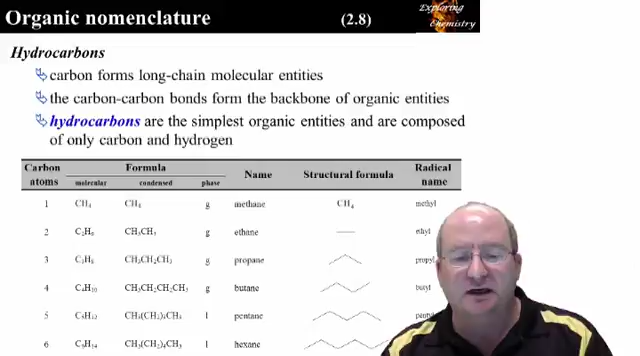 Organic nomenclature (2.8)
Exploring
Chemistry
Hydrocarbons
carbon forms long-chain molecular entities
the carbon-carbon bonds form the backbone of organic entities
hydrocarbons are the simplest organic entities and are composed
of only carbon and hydrogen
Carbon atoms Formula Name Structural formula Radical name
molecular condensed phase
1 CH₄ CH₄ g methane CH₄ methyl
2 C₂H₆ CH₃CH₃ g ethane ethyl
3 CH₃CH₂CH₃ g propane propyl
4 C₄H₁₀ CH₃CH₂CH₂CH₃ g butane butyl
5 C₅H₁₂ CH₃(CH₂)₃CH₃ l pentane
6 CH₃(CH₂)₄CH₃ l hexane